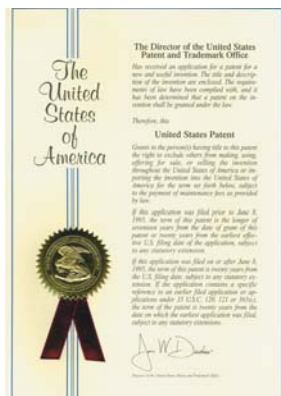 The
United
States
of
America
The Director of the United States
Patent and Trademark Office
Has received an application for a patent for a
new and useful invention. The title and descrip-
tion of the invention are enclosed. The require-
ments of law have been complied with, and it
has been determined that a patent on the in-
vention shall be granted under the law.
Therefore, this
United States Patent
Grants to the person(s) having title to this patent
the right to exclude others from making, using,
offering for sale, or selling the invention
throughout the United States of America or im-
porting the invention into the United States of
America for the term set forth below, subject
to the payment of maintenance fees as provided
by law.
If this application was filed prior to June 8,
1995, the term of this patent is the longer of
seventeen years from the date of grant of this
patent or twenty years from the earliest effec-
tive U.S. filing date of the application, subject
to any statutory extension.
If this application was filed on or after June 8,
1995, the term of this patent is twenty years from
the U.S. filing date, subject to any statutory ex-
tension. If the application contains a specific
reference to an earlier filed application or ap-
plications under 35 U.S.C. 120, 121 or 365(c),
the term of the patent is twenty years from the
date on which the earliest application was filed,
subject to any statutory extensions.
Director of the United States Patent and Trademark Office